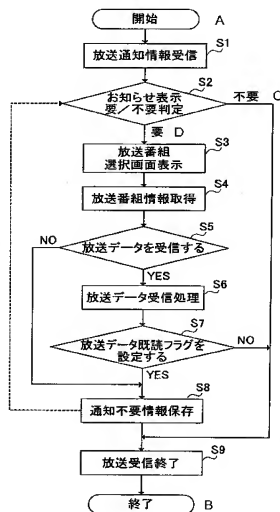 開始
A
S1
放送通知情報受信
S2
お知らせ表示
要/不要判定
不要
C
要
D
S3
放送番組
選択画面表示
S4
放送番組情報取得
S5
放送データを受信する
NO
YES
S6
放送データ受信処理
S7
放送データ既読フラグを
設定する
NO
YES
S8
通知不要情報保存
S9
放送受信終了
終了
B